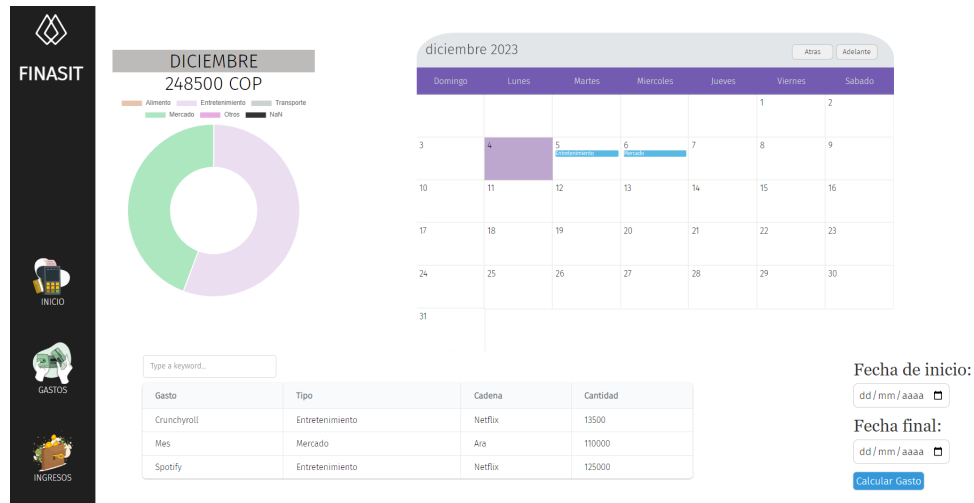 FINASIT
INICIO
GASTOS
INGRESOS
DICIEMBRE
248500 COP
Alimento Entretenimiento Transporte
Mercado Otros NaN
diciembre 2023
Atras Adelante
Domingo Lunes Martes Miercoles Jueves Viernes Sabado
1 2
3 4 5 6 7 8 9
Entretenimiento Mercado
10 11 12 13 14 15 16
17 18 19 20 21 22 23
24 25 26 27 28 29 30
31
Type a keyword...
Gasto Tipo Cadena Cantidad
Crunchyroll Entretenimiento Netflix 13500
Mes Mercado Ara 110000
Spotify Entretenimiento Netflix 125000
Fecha de inicio:
dd/mm/aaaa
Fecha final:
dd/mm/aaaa
Calcular Gasto